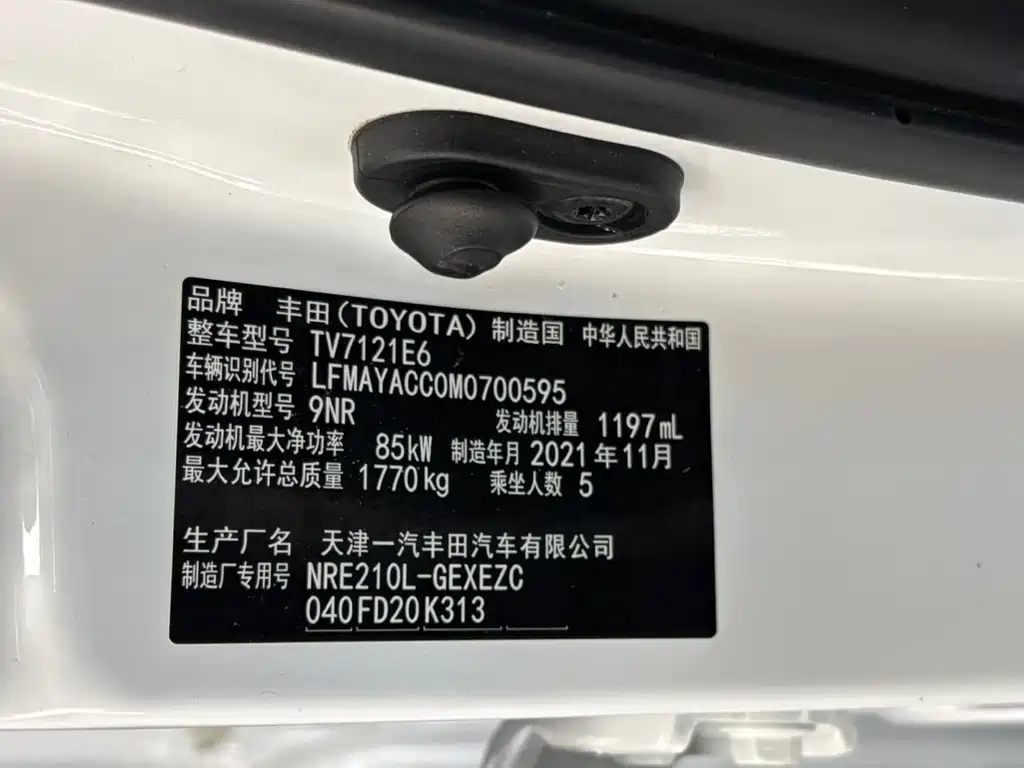 品牌 丰田(TOYOTA) 制造国 中华人民共和国
整车型号 TV7121E6
车辆识别代号 LFMAYACC0M0700595
发动机型号 9NR 发动机排量 1197mL
发动机最大净功率 85kW 制造年月 2021年11月
最大允许总质量 1770kg 乘坐人数 5
生产厂名 天津一汽丰田汽车有限公司
制造厂专用号 NRE210L-GEXEZC
040FD20K313